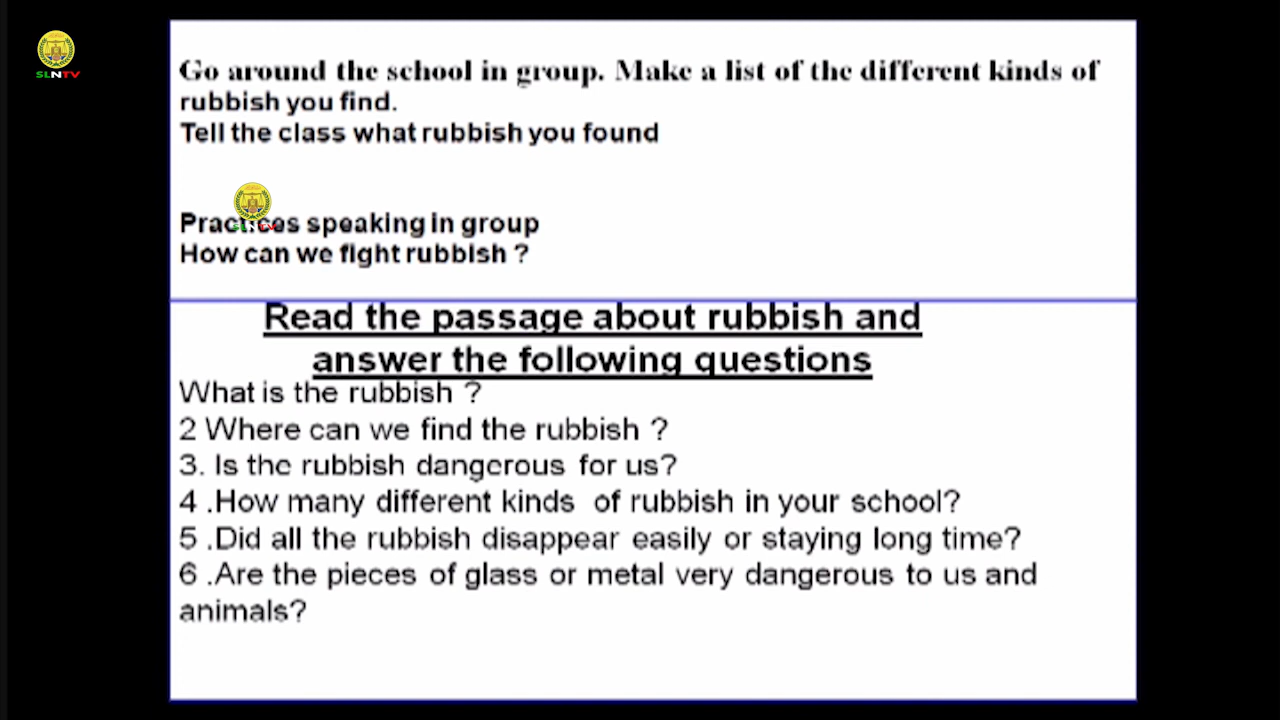 SLNTV
Go around the school in group. Make a list of the different kinds of
rubbish you find.
Tell the class what rubbish you found
SLNTV
Practices speaking in group
How can we fight rubbish ?
Read the passage about rubbish and
answer the following questions
What is the rubbish ?
2 Where can we find the rubbish ?
3. Is the rubbish dangerous for us?
4 .How many different kinds of rubbish in your school?
5 .Did all the rubbish disappear easily or staying long time?
6 .Are the pieces of glass or metal very dangerous to us and
animals?